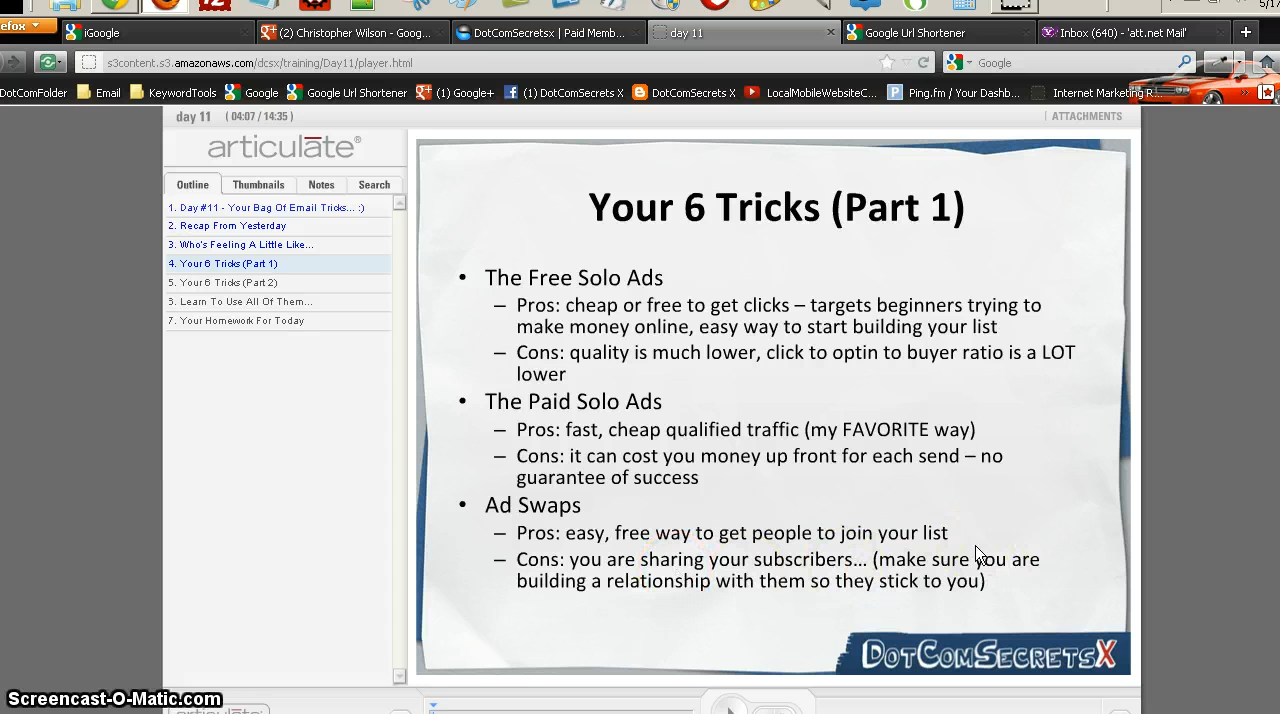 5/17
efox
iGoogle
(2) Christopher Wilson - Goog...
DotComSecretsx | Paid Memb...
day 11
Google Url Shortener
Inbox (640) - 'att.net Mail'
s3content.s3.amazonaws.com/tsx/training/Day11/player.html
Google
DotComFolder
Email
KeywordTools
Google
Google Url Shortener
(1) Google+
(1) DotComSecrets X
DotComSecrets X
LocalMobileWebsiteC...
Ping.fm / Your Dashb...
Internet Marketing R...
day 11 ( 04:07 / 14:35 )
ATTACHMENTS
articulate®
Outline
Thumbnails
Notes
Search
1. Day #11 - Your Bag Of Email Tricks... :)
2. Recap From Yesterday
3. Who's Feeling A Little Like...
4. Your 6 Tricks (Part 1)
5. Your 6 Tricks (Part 2)
Learn To Use All Of Them...
7. Your Homework For Today
Your 6 Tricks (Part 1)
• The Free Solo Ads
– Pros: cheap or free to get clicks – targets beginners trying to
make money online, easy way to start building your list
– Cons: quality is much lower, click to optin to buyer ratio is a LOT
lower
• The Paid Solo Ads
– Pros: fast, cheap qualified traffic (my FAVORITE way)
– Cons: it can cost you money up front for each send – no
guarantee of success
• Ad Swaps
– Pros: easy, free way to get people to join your list
– Cons: you are sharing your subscribers... (make sure you are
building a relationship with them so they stick to you)
DotComSecretsX
Screencast-O-Matic.com